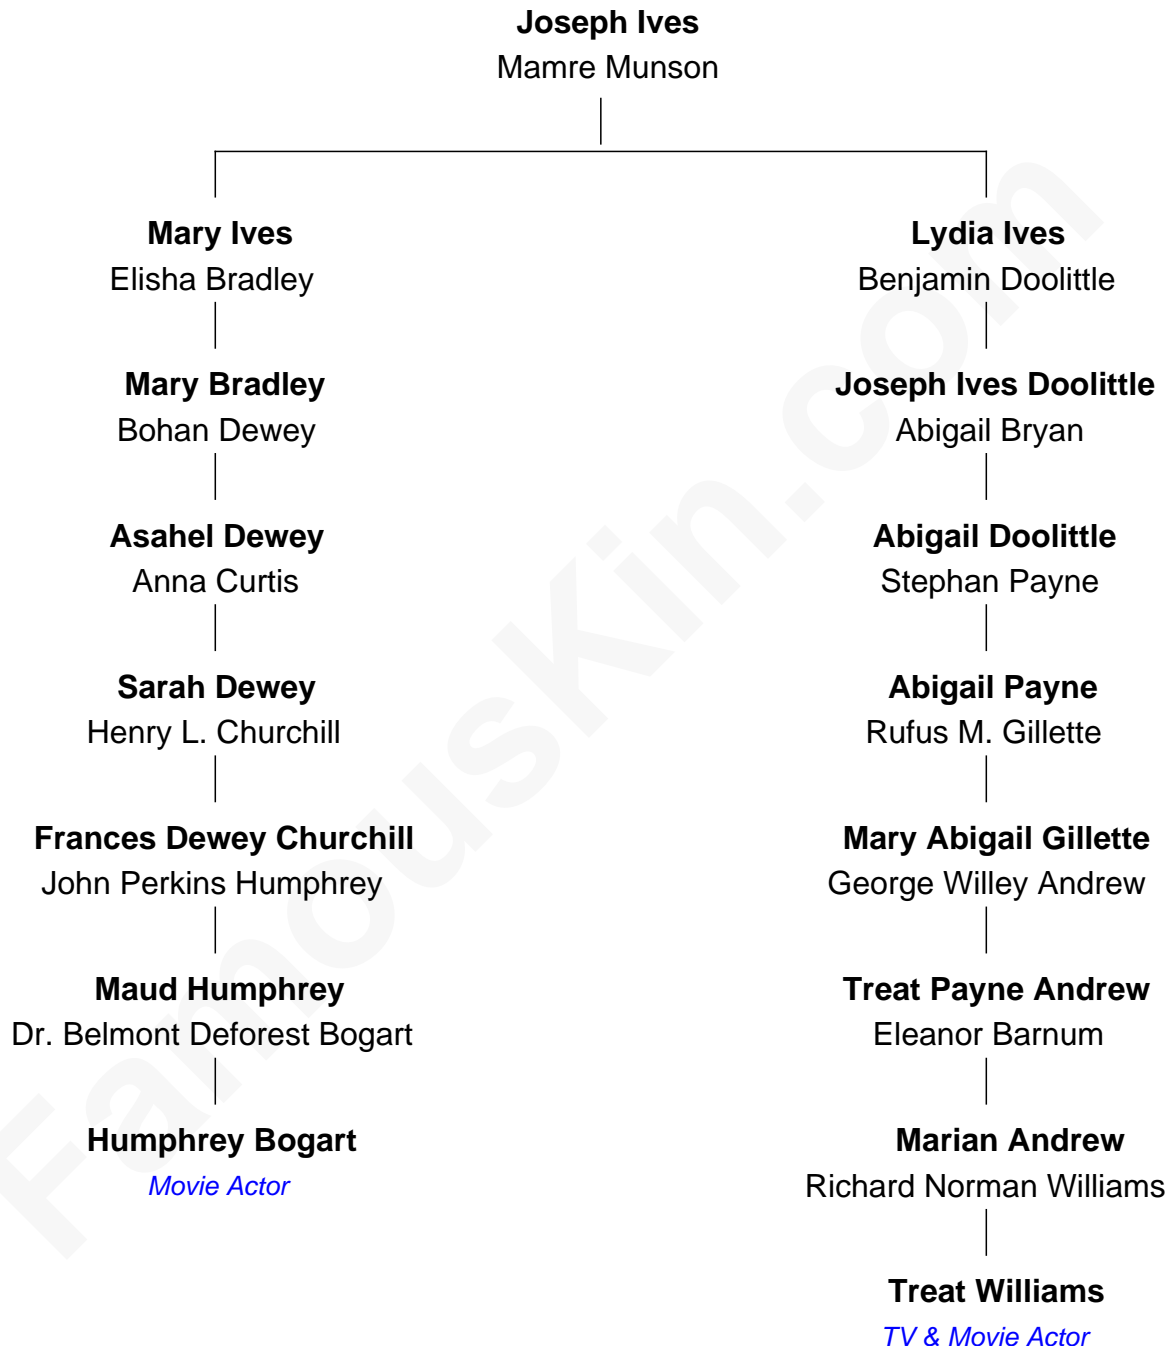 Joseph Ives
Mamre Munson
Mary Ives
Elisha Bradley
Mary Bradley
Bohan Dewey
Asahel Dewey
Anna Curtis
Sarah Dewey
Henry L. Churchill
Frances Dewey Churchill
John Perkins Humphrey
Maud Humphrey
Dr. Belmont Deforest Bogart
Humphrey Bogart
Movie Actor
Lydia Ives
Benjamin Doolittle
Joseph Ives Doolittle
Abigail Bryan
Abigail Doolittle
Stephan Payne
Abigail Payne
Rufus M. Gillette
Mary Abigail Gillette
George Willey Andrew
Treat Payne Andrew
Eleanor Barnum
Marian Andrew
Richard Norman Williams
Treat Williams
TV & Movie Actor
FamousKin.com